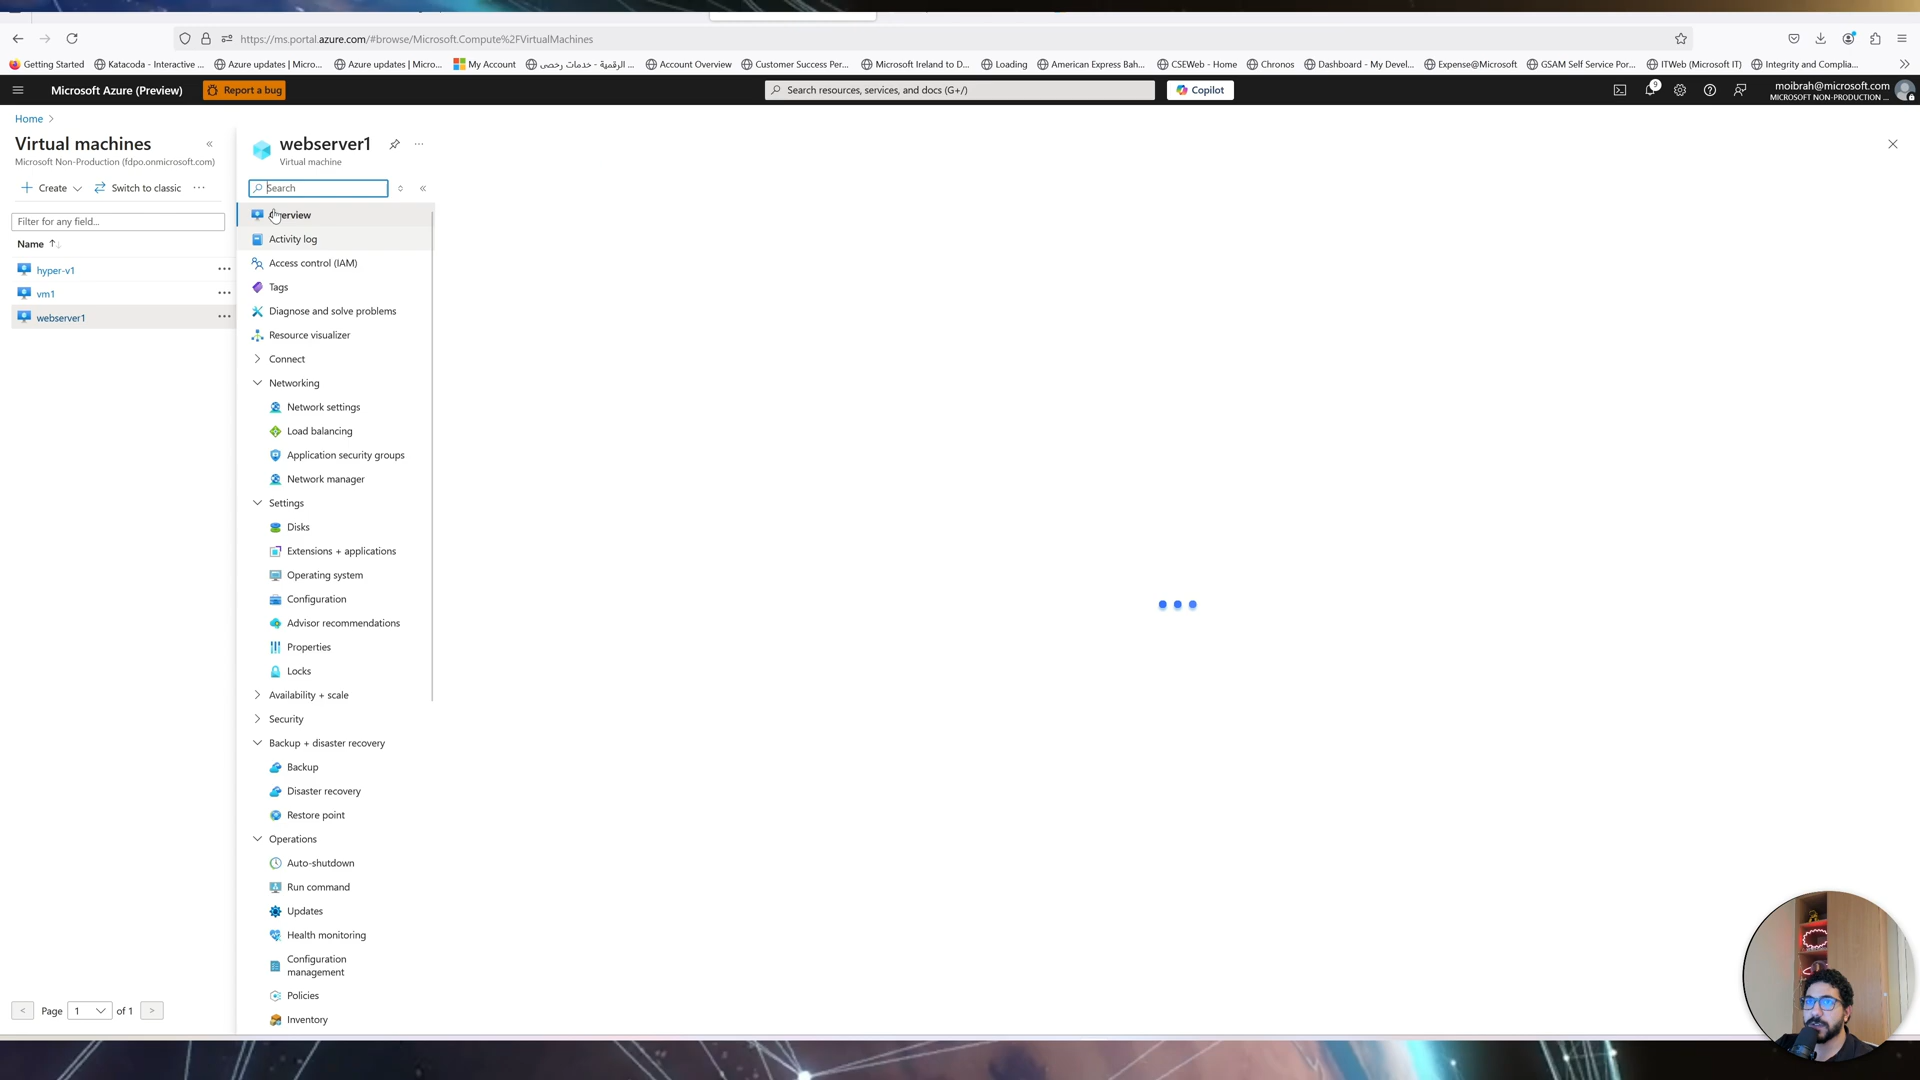 https://ms.portal.azure.com/#browse/Microsoft.Compute%2FVirtualMachines
Getting Started
Katacoda - Interactive ...
Azure updates | Micro...
Azure updates | Micro...
My Account
الرقمية - خدمات رخصى ...
Account Overview
Customer Success Per...
Microsoft Ireland to D...
Loading
American Express Bah...
CSEWeb - Home
Chronos
Dashboard - My Devel...
Expense@Microsoft
GSAM Self Service Por...
ITWeb (Microsoft IT)
Integrity and Complia...
Microsoft Azure (Preview)
Report a bug
Search resources, services, and docs (G+/)
Copilot
9
moibrah@microsoft.com
MICROSOFT NON-PRODUCTION ...
Home
Virtual machines
Microsoft Non-Production (fdpo.onmicrosoft.com)
Create
Switch to classic
Filter for any field...
Name
hyper-v1
vm1
webserver1
Page 1 of 1
webserver1
Virtual machine
Search
Overview
Activity log
Access control (IAM)
Tags
Diagnose and solve problems
Resource visualizer
Connect
Networking
Network settings
Load balancing
Application security groups
Network manager
Settings
Disks
Extensions + applications
Operating system
Configuration
Advisor recommendations
Properties
Locks
Availability + scale
Security
Backup + disaster recovery
Backup
Disaster recovery
Restore point
Operations
Auto-shutdown
Run command
Updates
Health monitoring
Configuration
management
Policies
Inventory